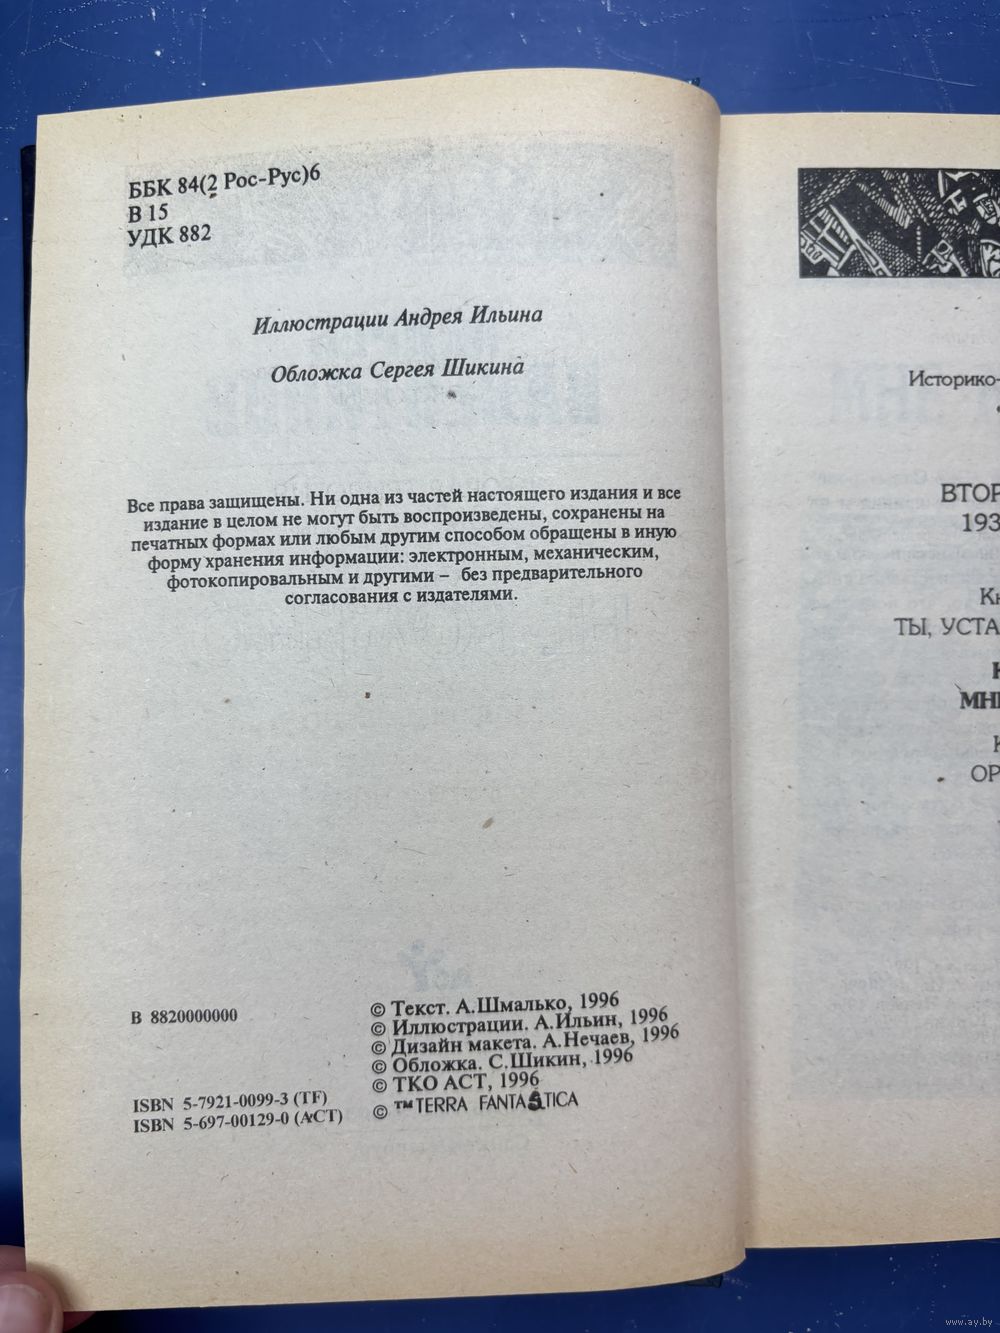 ББК 84(2 Рос-Рус)6
В 15
УДК 882
Иллюстрации Андрея Ильина
Обложка Сергея Шикина
Все права защищены. Ни одна из частей настоящего издания и все
издание в целом не могут быть воспроизведены, сохранены на
печатных формах или любым другим способом обращены в иную
форму хранения информации: электронным, механическим,
фотокопировальным и другими – без предварительного
согласования с издателями.
В 8820000000
© Текст. А.Шмалько, 1996
© Иллюстрации. А.Ильин, 1996
© Дизайн макета. А.Нечаев, 1996
© Обложка. С.Шикин, 1996
© ТКО АСТ, 1996
© ™TERRA FANTASTICA
ISBN 5-7921-0099-3 (TF)
ISBN 5-697-00129-0 (АСТ)
Историко-
ВТОР
193
Кн
ТЫ, УСТА
К
МНИ
К
ОР
www.ay.by